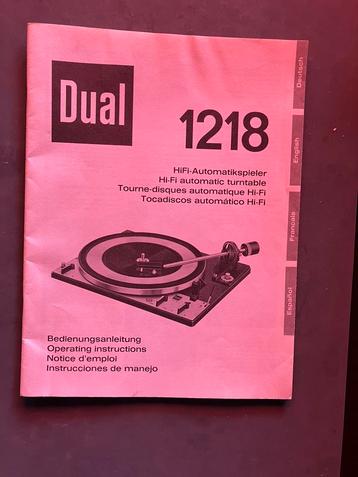 Dual
1218
HiFi-Automatikspieler
Hi-Fi automatic turntable
Tourne-disques automatique Hi-Fi
Tocadiscos automático Hi-Fi
Bedienungsanleitung
Operating instructions
Notice d'emploi
Instrucciones de manejo
Deutsch
English
Français
Español